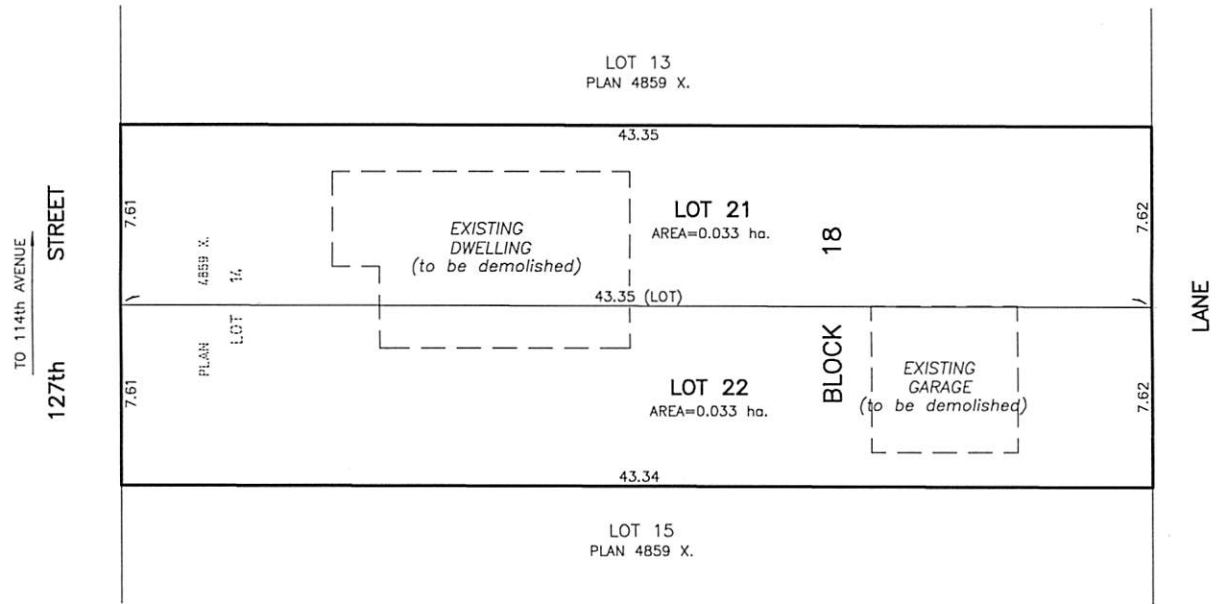 LOT 13
PLAN 4859 X.
43.35
7.61
LOT 21
AREA=0.033 ha.
7.62
EXISTING
DWELLING
(to be demolished)
PLAN 4859 X.
LOT 14
BLOCK 18
43.35 (LOT)
TO 114th AVENUE
127th STREET
LANE
7.61
LOT 22
AREA=0.033 ha.
EXISTING
GARAGE
(to be demolished)
7.62
43.34
LOT 15
PLAN 4859 X.